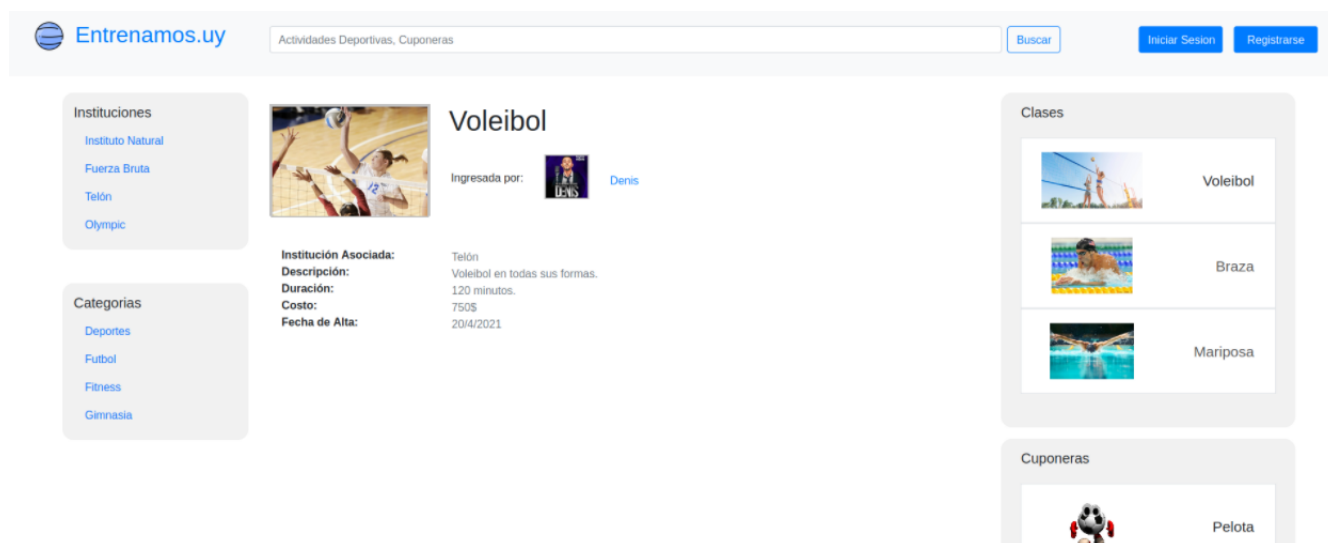 Entrenamos.uy
Actividades Deportivas, Cuponeras
Buscar
Iniciar Sesion
Registrarse
Instituciones
Instituto Natural
Fuerza Bruta
Telón
Olympic
Categorias
Deportes
Futbol
Fitness
Gimnasia
Voleibol
Ingresada por:
DENIS
Denis
Institución Asociada: Telón
Descripción: Voleibol en todas sus formas.
Duración: 120 minutos.
Costo: 750$
Fecha de Alta: 20/4/2021
Clases
Voleibol
Braza
Mariposa
Cuponeras
Pelota